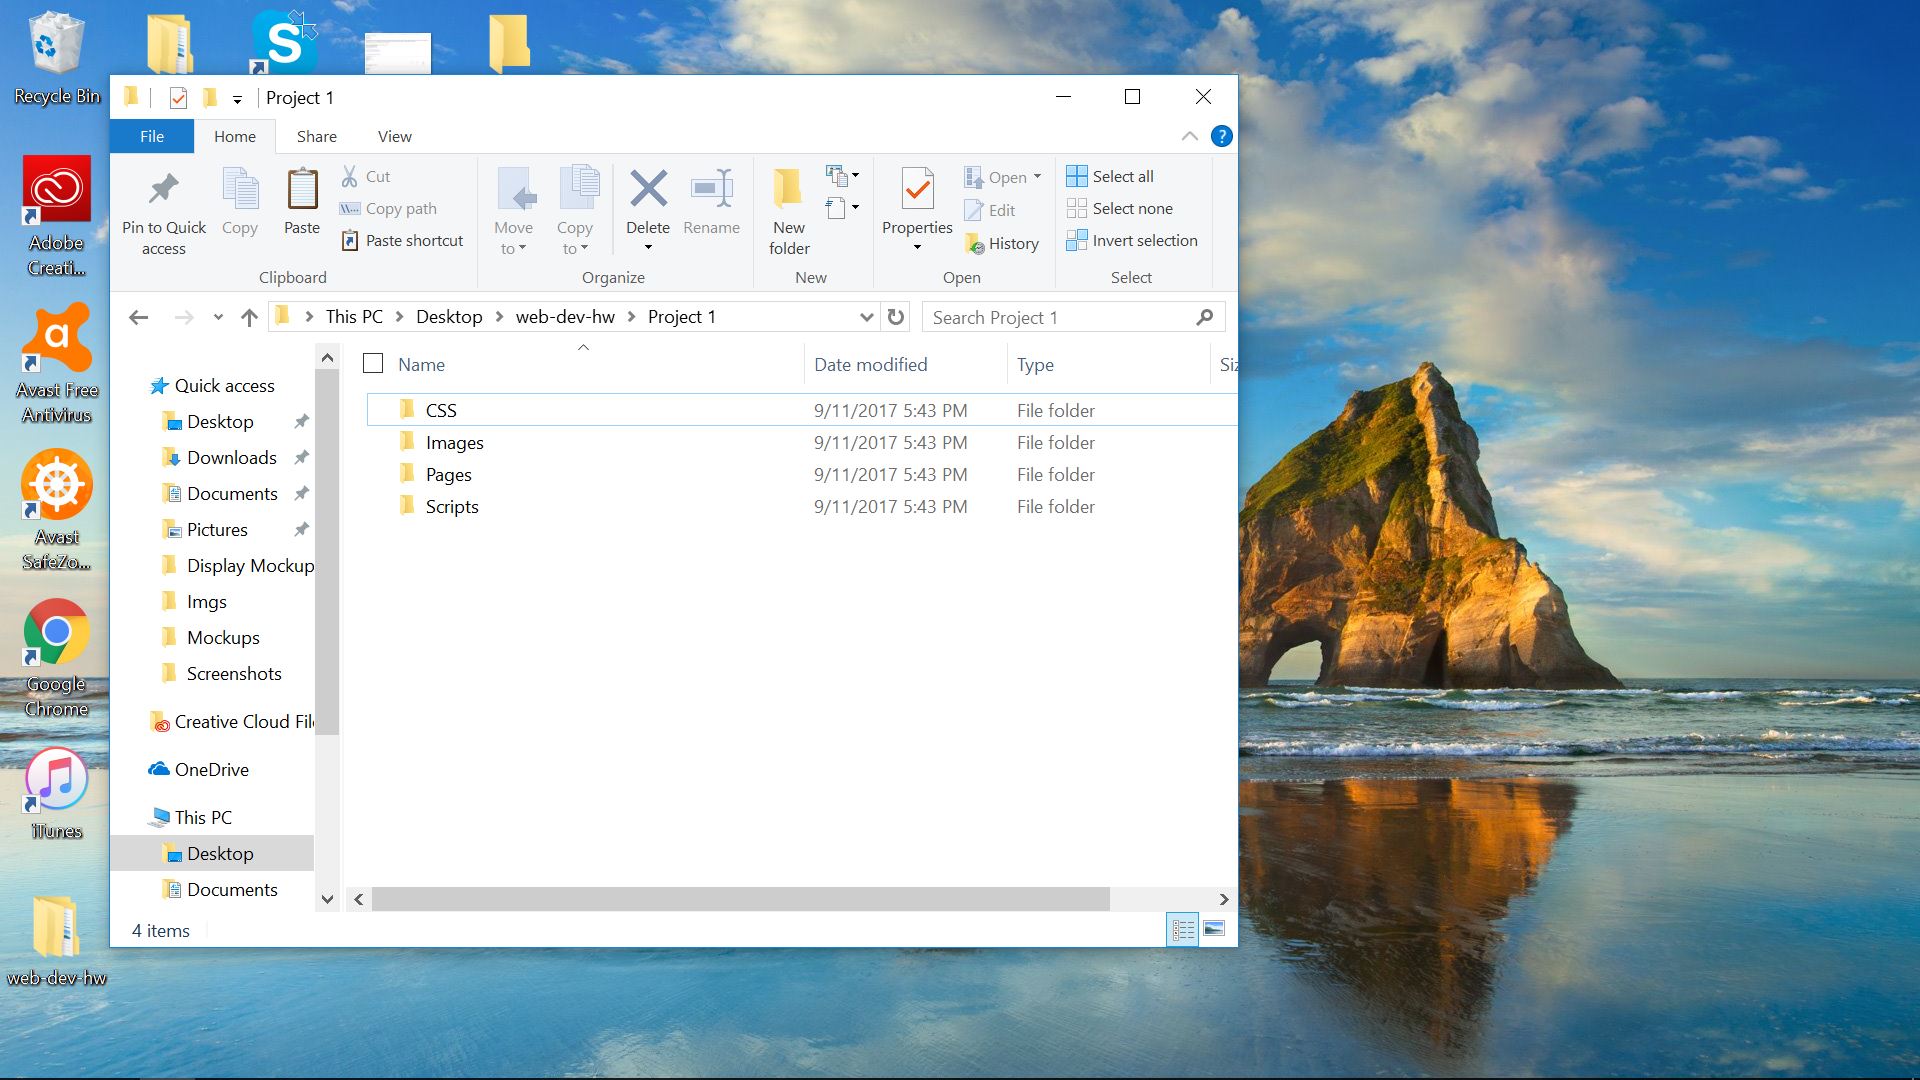 Recycle Bin
Adobe
Creati...
Avast Free
Antivirus
Avast
SafeZo...
Google
Chrome
iTunes
web-dev-hw
S
Project 1
File Home Share View
?
Pin to Quick
access
Copy
Paste
Cut
Copy path
Paste shortcut
Clipboard
Move
to
Copy
to
Delete
Rename
Organize
New
folder
New
Properties
Open
Edit
History
Open
Select all
Select none
Invert selection
Select
This PC > Desktop > web-dev-hw > Project 1
Search Project 1
Quick access
Desktop
Downloads
Documents
Pictures
Display Mockup
Imgs
Mockups
Screenshots
Creative Cloud Fil
OneDrive
This PC
Desktop
Documents
Name Date modified Type Siz
CSS 9/11/2017 5:43 PM File folder
Images 9/11/2017 5:43 PM File folder
Pages 9/11/2017 5:43 PM File folder
Scripts 9/11/2017 5:43 PM File folder
4 items